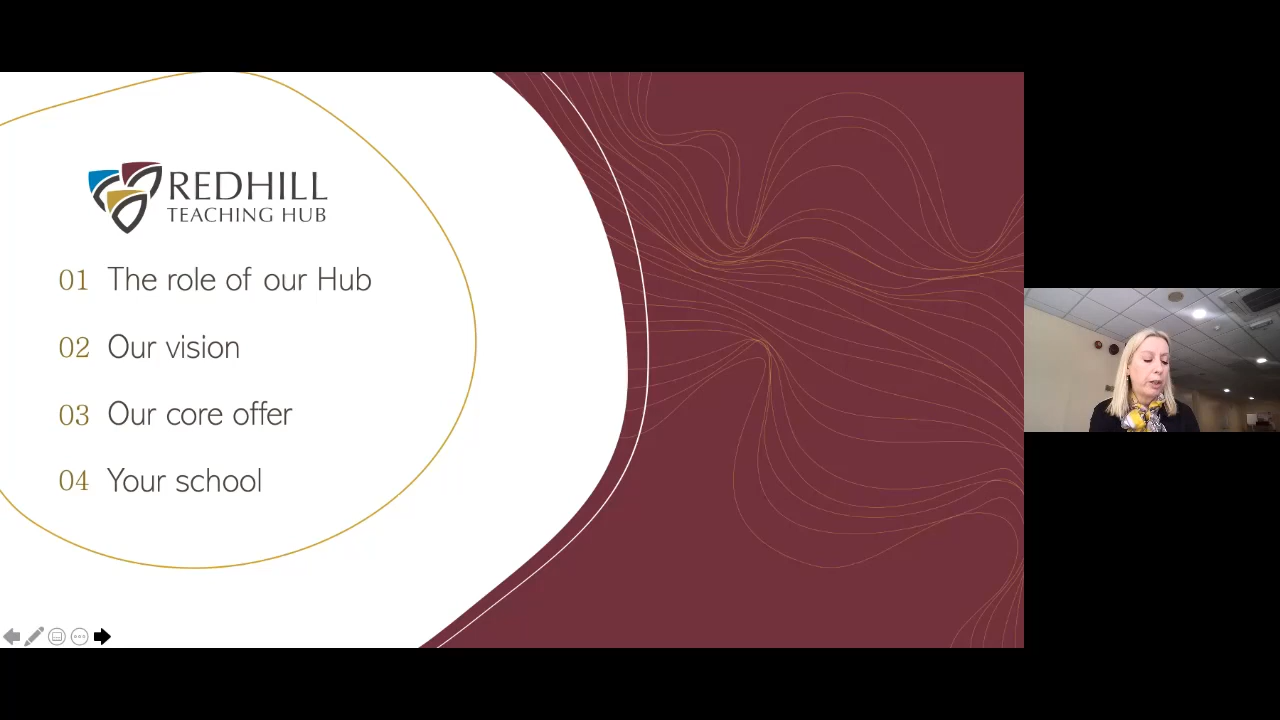 REDHILL
TEACHING HUB
01 The role of our Hub
02 Our vision
03 Our core offer
04 Your school